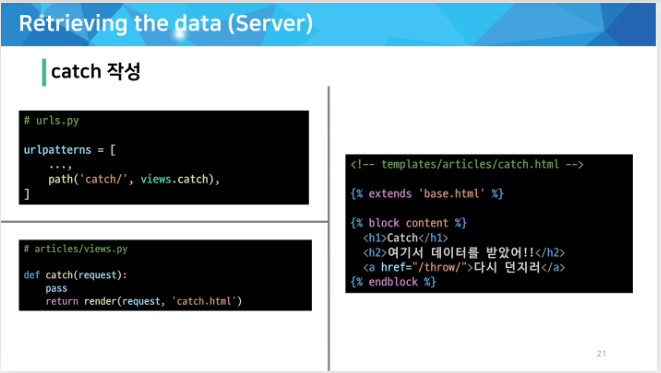 Retrieving the data (Server)
catch 작성
# urls.py
urlpatterns = [
    ...,
    path('catch/', views.catch),
]
# articles/views.py
def catch(request):
    pass
    return render(request, 'catch.html')
<!-- templates/articles/catch.html -->
{% extends 'base.html' %}
{% block content %}
  <h1>Catch</h1>
  <h2>여기서 데이터를 받았어!!</h2>
  <a href="/throw/">다시 던지러</a>
{% endblock %}
21